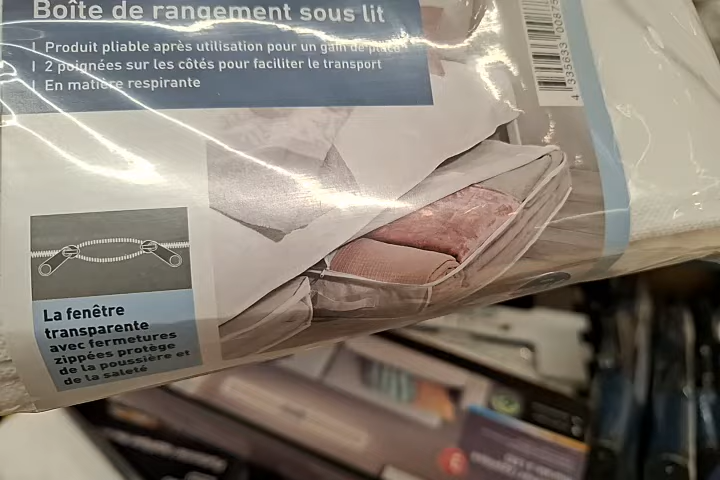 Boîte de rangement sous lit
| Produit pliable après utilisation pour un gain de place
| 2 poignées sur les côtés pour faciliter le transport
| En matière respirante
La fenêtre
transparente
avec fermetures
zippées protège
de la poussière et
de la saleté